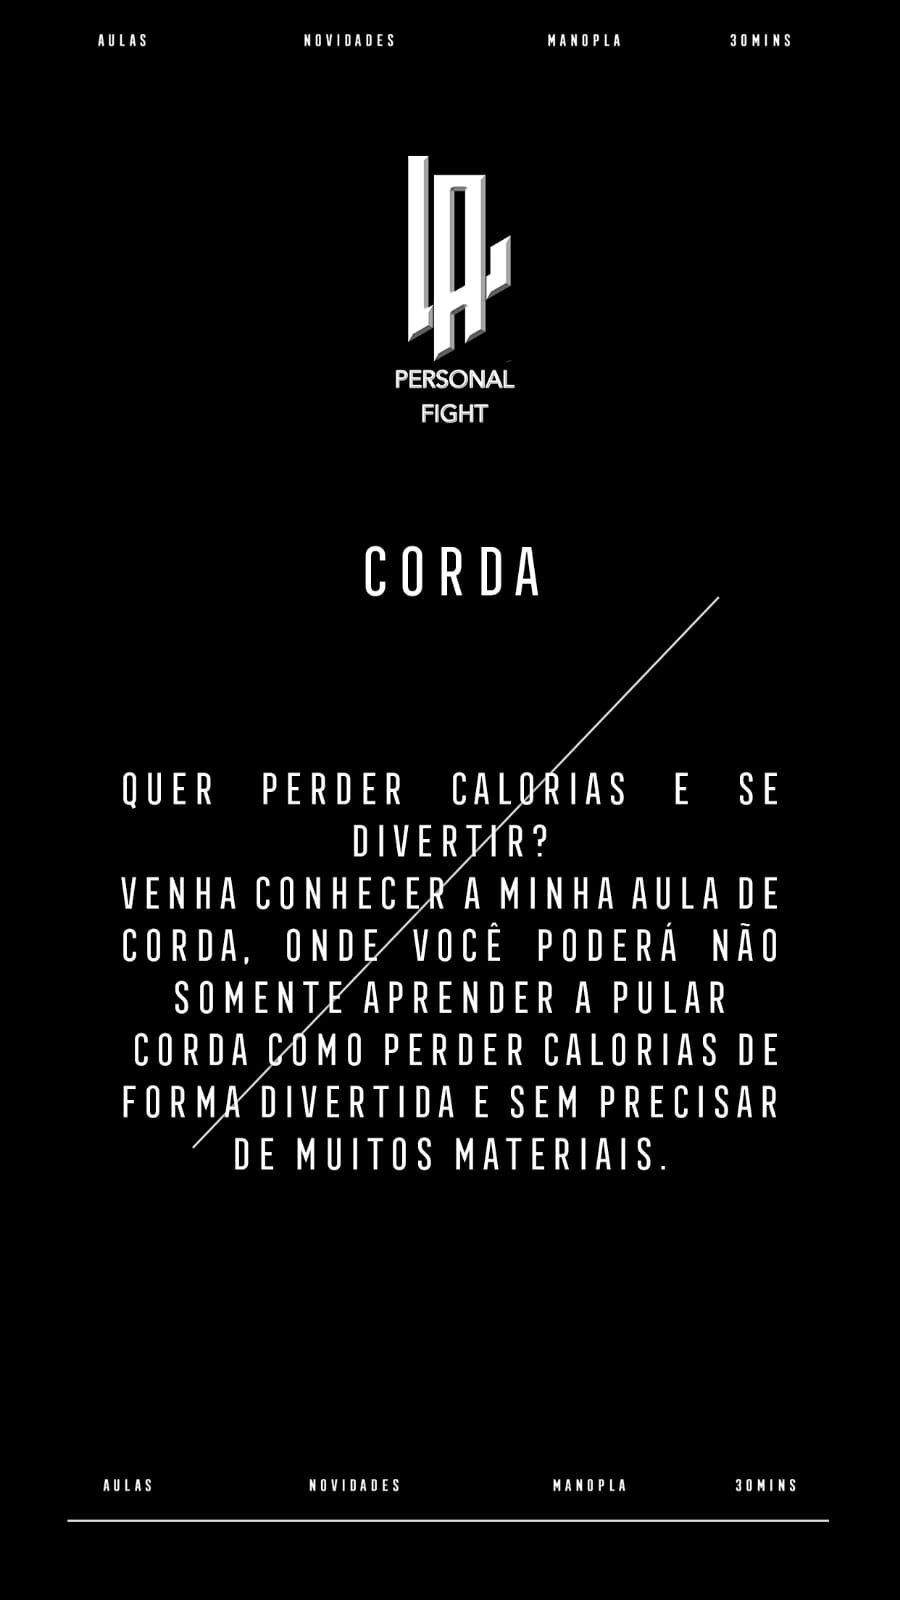 AULAS NOVIDADES MANOPLA 30MINS
LA.
PERSONAL
FIGHT
CORDA
QUER PERDER CALORIAS E SE
DIVERTIR?
VENHA CONHECER A MINHA AULA DE
CORDA, ONDE VOCÊ PODERÁ NÃO
SOMENTE APRENDER A PULAR
CORDA COMO PERDER CALORIAS DE
FORMA DIVERTIDA E SEM PRECISAR
DE MUITOS MATERIAIS.
AULAS NOVIDADES MANOPLA 30MINS